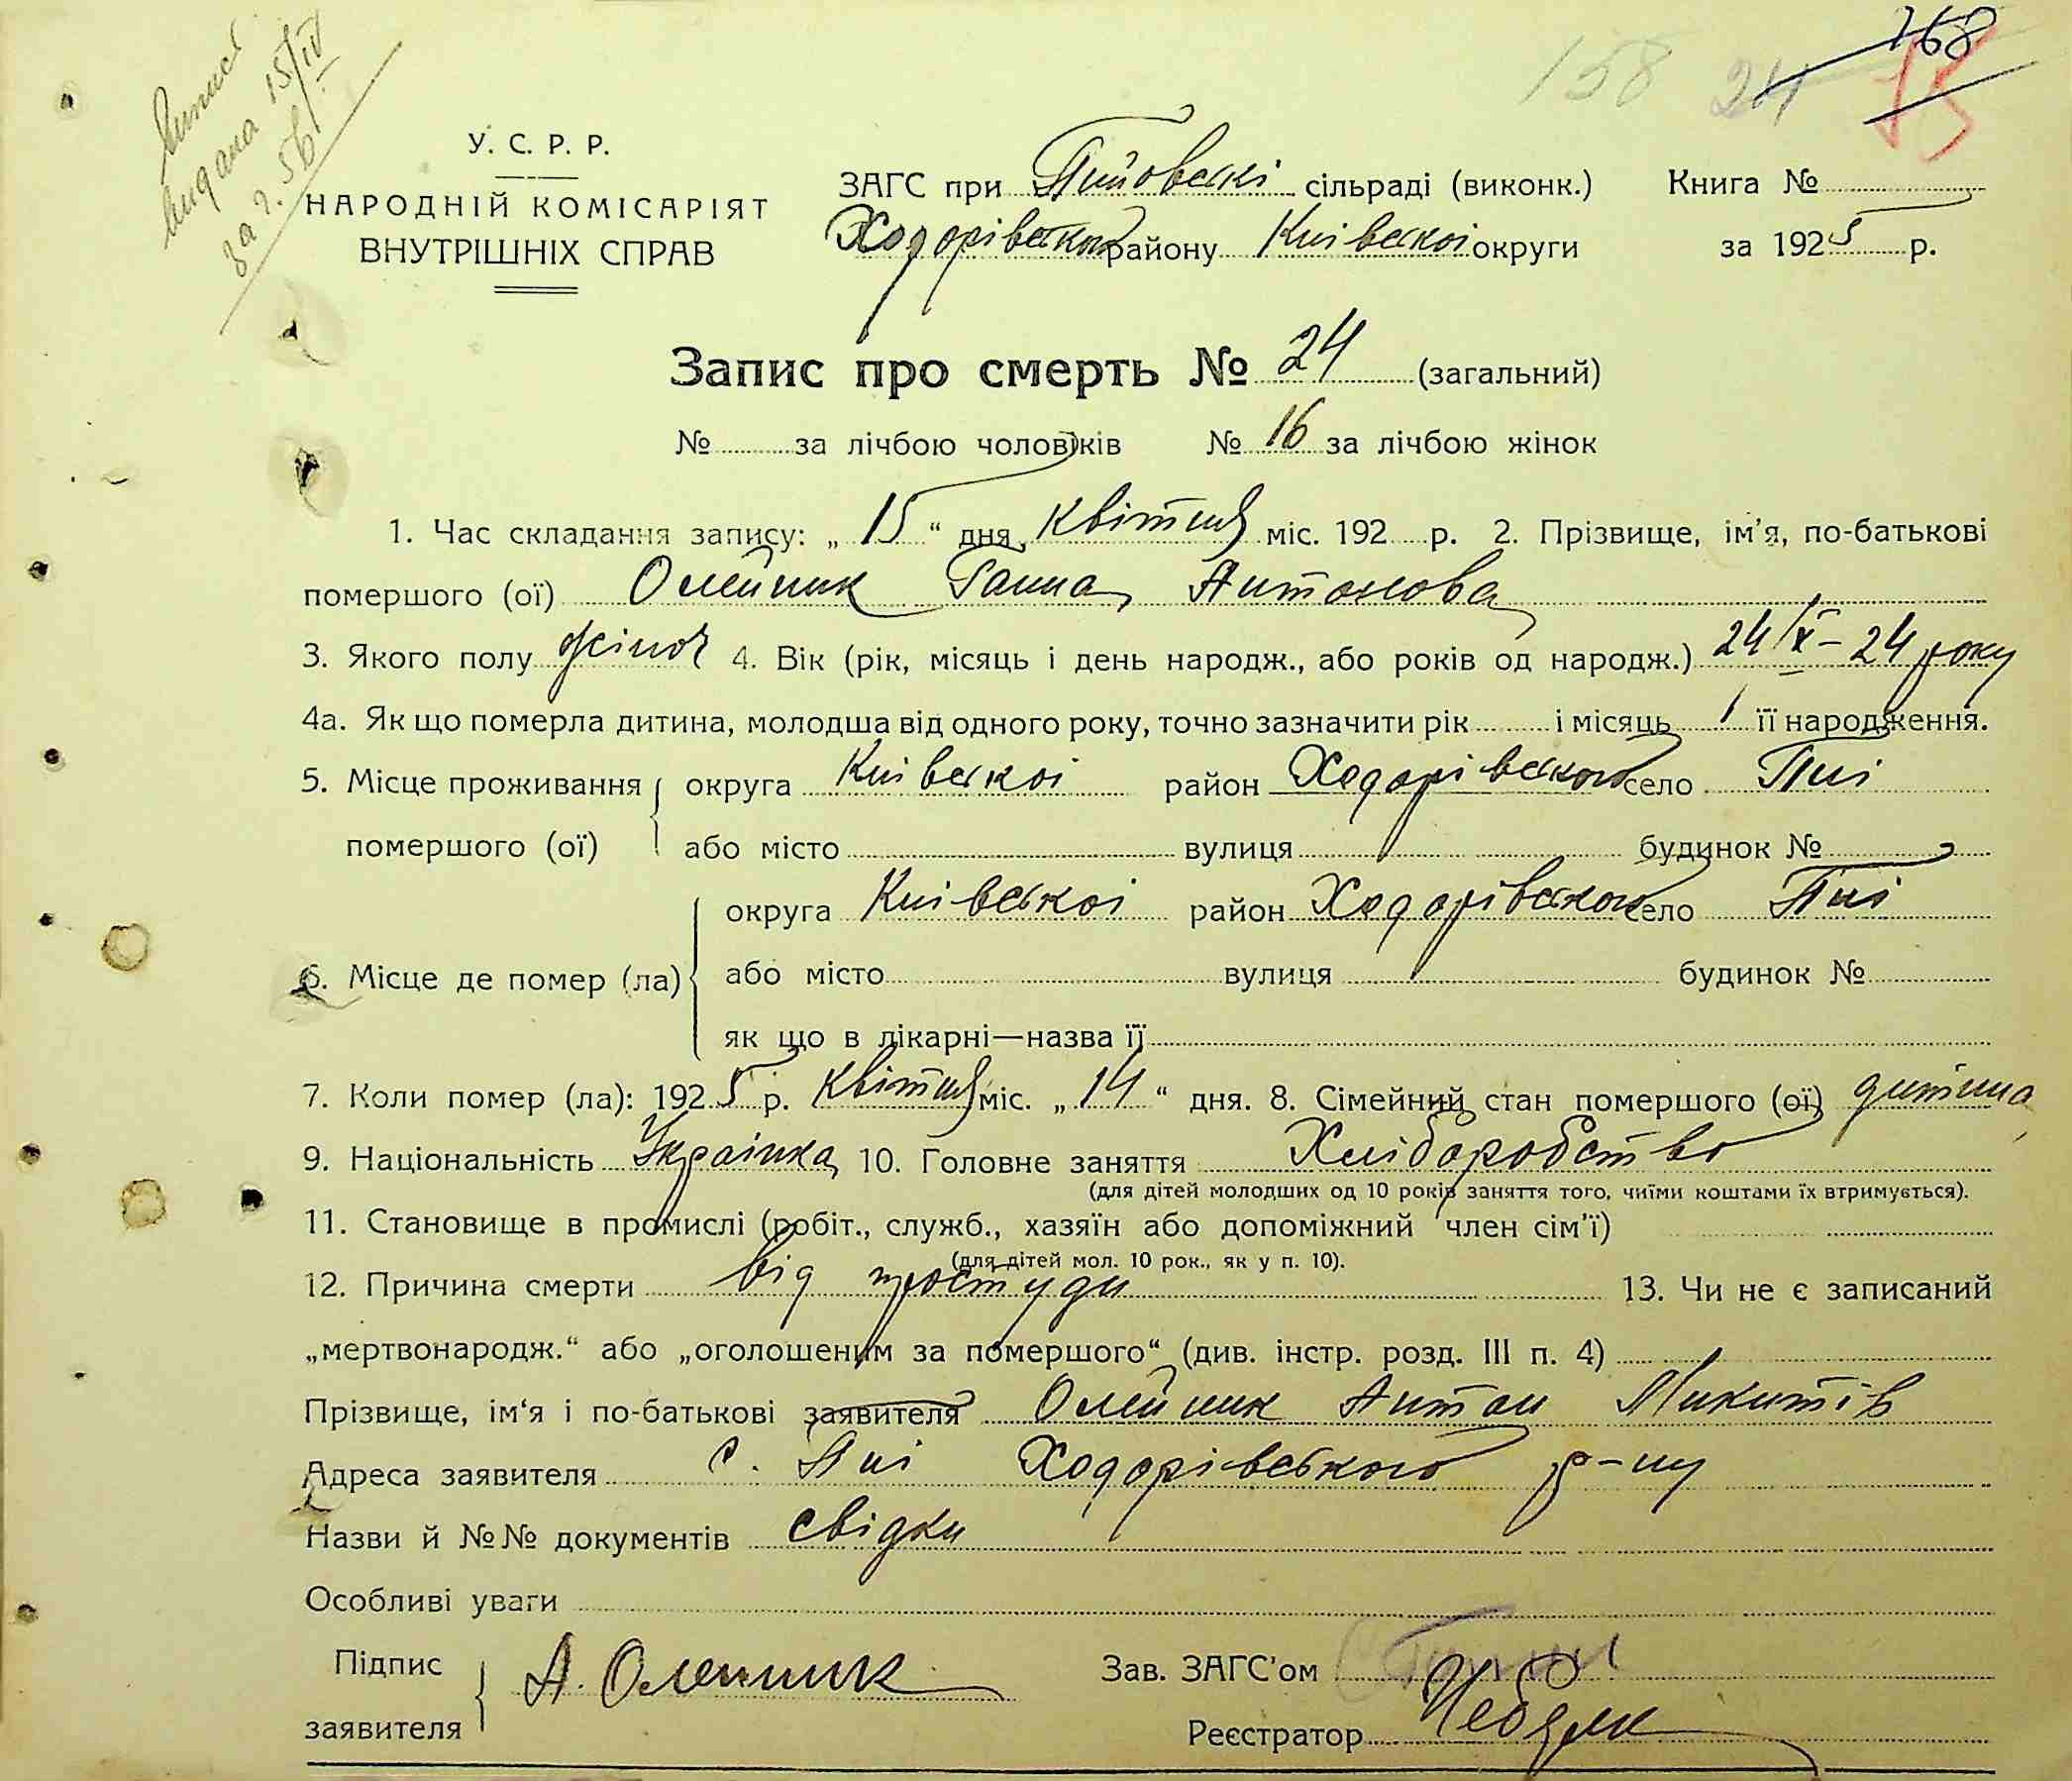 Випис
видана 15/IV
за ч. 56.
158 24 168 15
У. С. Р. Р.
НАРОДНІЙ КОМІСАРІЯТ
ВНУТРІШНІХ СПРАВ
ЗАГС при Пиїовській сільраді (виконк.) Книга №
Ходорівського району Київської округи за 1925 р.
Запис про смерть № 24 (загальний)
№ за лічбою чоловіків № 16 за лічбою жінок
1. Час складання запису: „15“ дня квітня міс. 192 р. 2. Прізвище, ім'я, по-батькові
помершого (ої) Олейник Ганна Антонова
3. Якого полу жіноч 4. Вік (рік, місяць і день народж., або років од народж.) 24/X – 24 року
4а. Як що померла дитина, молодша від одного року, точно зазначити рік і місяць її народження.
5. Місце проживання округа Київскоі район Ходорівського село Пиі
помершого (ої) або місто вулиця будинок №
округа Київськоі район Ходорівського село Пиі
6. Місце де помер (ла) або місто вулиця будинок №
як що в лікарні—назва її
7. Коли помер (ла): 1925 р. квітня міс. „14“ дня. 8. Сімейний стан помершого (ої) дитина
9. Національність Українка 10. Головне заняття Хліборобство
(для дітей молодших од 10 років заняття того, чиїми коштами їх втримується).
11. Становище в промислі (робіт., служб., хазяїн або допоміжний член сім'ї)
(для дітей мол. 10 рок., як у п. 10).
12. Причина смерти від простуди 13. Чи не є записаний
„мертвонародж.“ або „оголошеним за помершого“ (див. інстр. розд. III п. 4)
Прізвище, ім'я і по-батькові заявителя Олейник Антон Микитів
Адреса заявителя с. Пиі Ходорівського р-ну
Назви й №№ документів свідки
Особливі уваги
Підпис А. Олейник Зав. ЗАГС'ом
заявителя Реєстратор